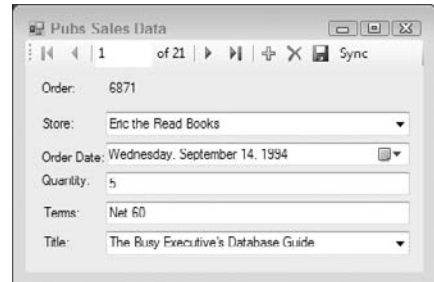 Pubs Sales Data
1 of 21 Sync
Order: 6871
Store: Eric the Read Books
Order Date: Wednesday, September 14, 1994
Quantity. 5
Terms: Net 60
Title: The Busy Executive's Database Guide